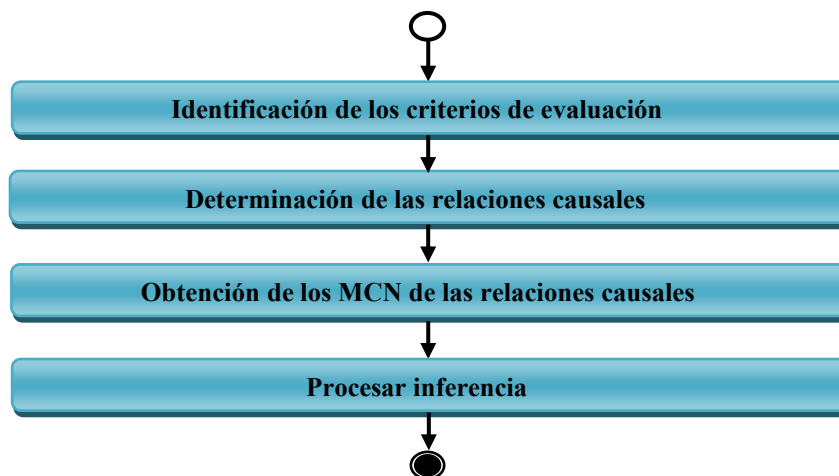 Identificación de los criterios de evaluación
Determinación de las relaciones causales
Obtención de los MCN de las relaciones causales
Procesar inferencia